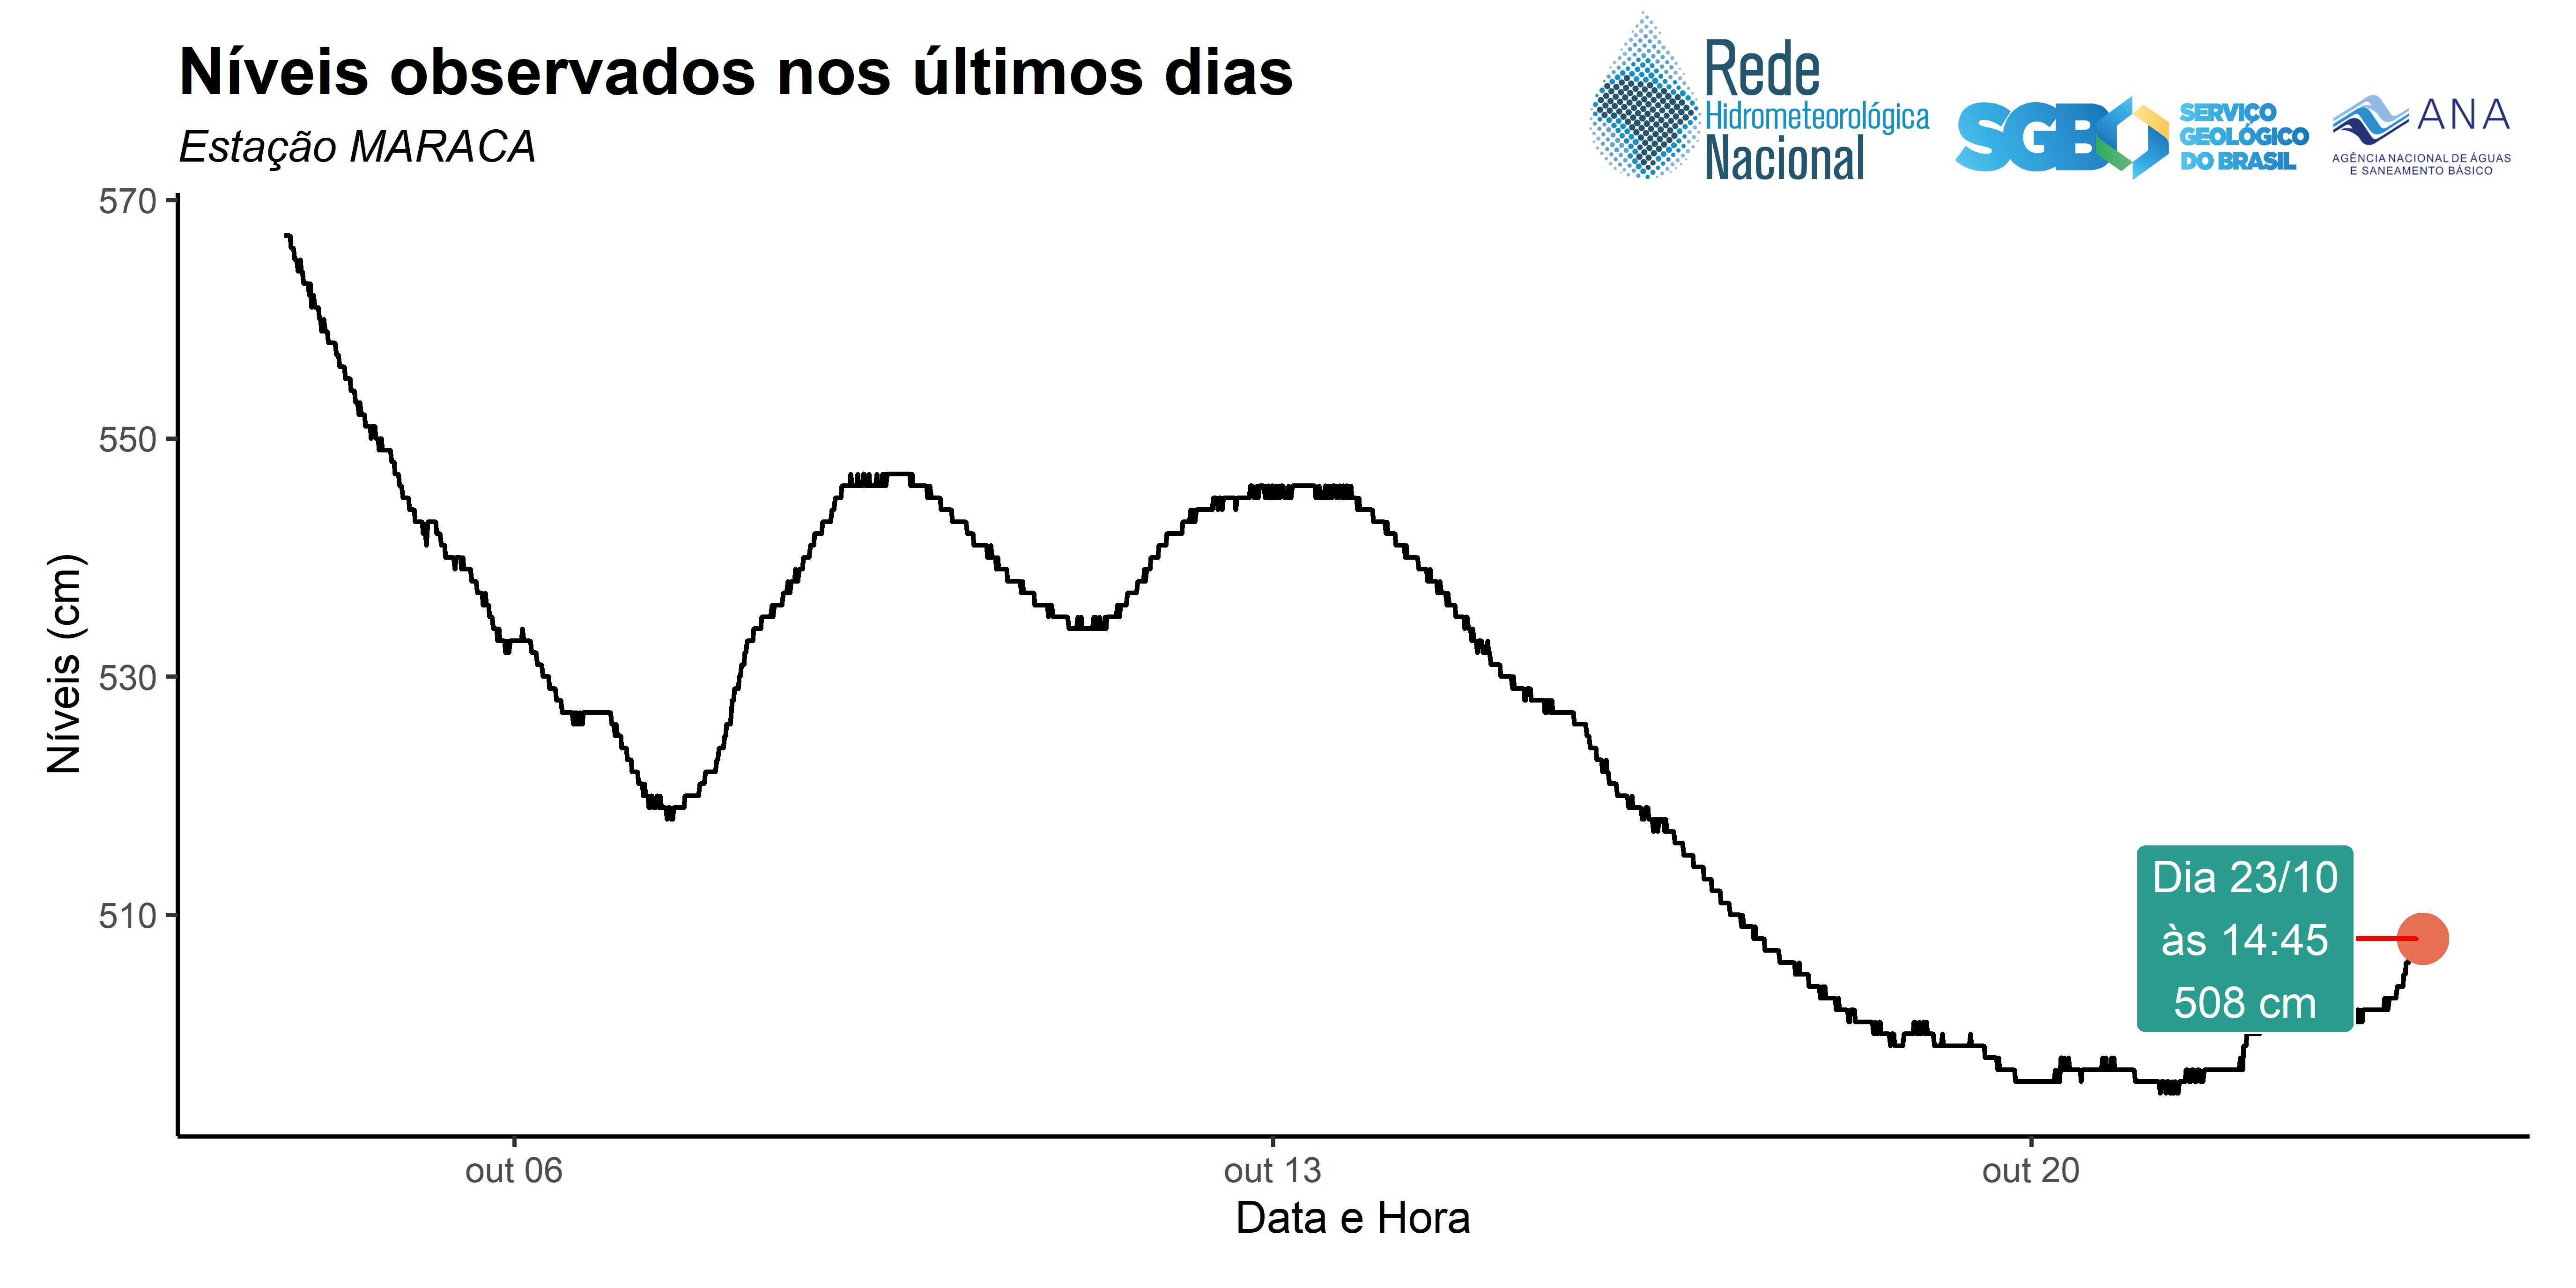 Níveis observados nos últimos dias
Estação MARACA
Rede
Hidrometeorológica
Nacional
SGB
SERVIÇO
GEOLÓGICO
DO BRASIL
ANA
AGÊNCIA NACIONAL DE ÁGUAS
E SANEAMENTO BÁSICO
570
550
530
510
Níveis (cm)
Dia 23/10
às 14:45
508 cm
out 06
out 13
out 20
Data e Hora